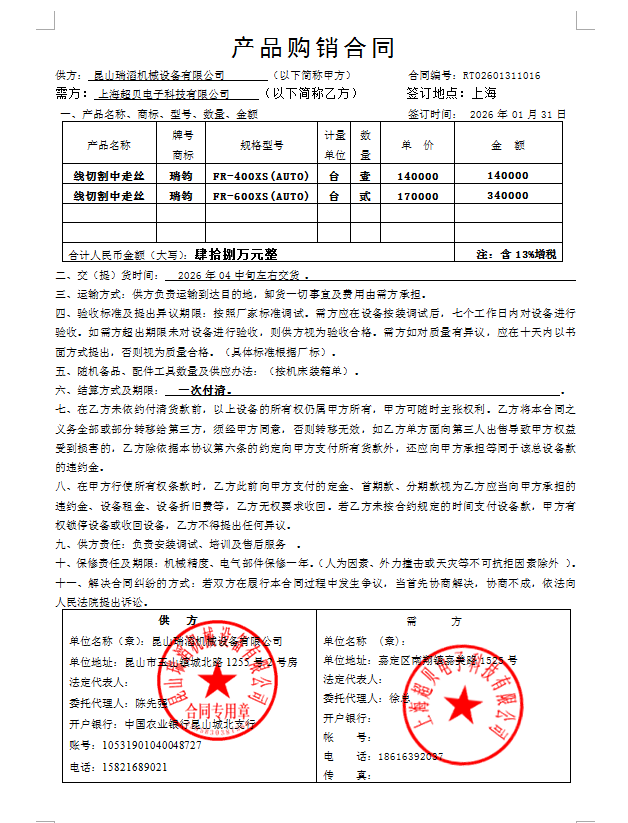 产品购销合同
供方：昆山瑞滔机械设备有限公司（以下简称甲方） 合同编号：RT02601311016
需方：上海超贝电子科技有限公司（以下简称乙方） 签订地点：上海
一、产品名称、商标、型号、数量、金额 签订时间： 2026年01月31日
产品名称 牌号商标 规格型号 计量单位 数量 单 价 金 额
线切割中走丝 瑞钧 FR-400XS(AUTO) 台 壹 140000 140000
线切割中走丝 瑞钧 FR-600XS(AUTO) 台 贰 170000 340000
合计人民币金额（大写）：肆拾捌万元整 注：含13%增税
二、交（提）货时间： 2026年04中旬左右交货 。
三、运输方式：供方负责运输到达目的地，卸货一切事宜及费用由需方承担。
四、验收标准及提出异议期限：按照厂家标准调试。需方应在设备按装调试后，七个工作日内对设备进行
验收。如需方超出期限未对设备进行验收，则供方视为验收合格。需方如对质量有异议，应在十天内以书
面方式提出，否则视为质量合格。（具体标准根据厂标）。
五、随机备品、配件工具数量及供应办法：（按机床装箱单）。
六、结算方式及期限： 一次付清。 。
七、在乙方未依约付清货款前，以上设备的所有权仍属甲方所有，甲方可随时主张权利。乙方将本合同之
义务全部或部分转移给第三方，须经甲方同意，否则转移无效，如乙方单方面向第三人出售导致甲方权益
受到损害的，乙方除依据本协议第六条的约定向甲方支付所有货款外，还应向甲方承担等同于该总设备款
的违约金。
八、在甲方行使所有权条款时，乙方此前向甲方支付的定金、首期款、分期款视为乙方应当向甲方承担的
违约金、设备租金、设备折旧费等，乙方无权要求收回。若乙方未按合约规定的时间支付设备款，甲方有
权锁停设备或收回设备，乙方不得提出任何异议。
九、供方责任：负责安装调试、培训及售后服务 。
十、保修责任及期限：机械精度、电气部件保修一年。（人为因素、外力撞击或天灾等不可抗拒因素除外 ）。
十一、解决合同纠纷的方式：若双方在履行本合同过程中发生争议，当首先协商解决，协商不成，依法向
人民法院提出诉讼。
供 方
单位名称（章）：昆山瑞滔机械设备有限公司
单位地址：昆山市玉山镇城北路1255号2号房
法定代表人：
委托代理人：陈先强
开户银行：中国农业银行昆山城北支行
账号：10531901040048727
电话：15821689021
合同专用章
需 方
单位名称 （章）：
单位地址：嘉定区南翔镇嘉美路1525号
法定代表人：
委托代理人：徐总
开户银行：
帐 号：
电 话：18616392037
传 真：
上海超贝电子科技有限公司